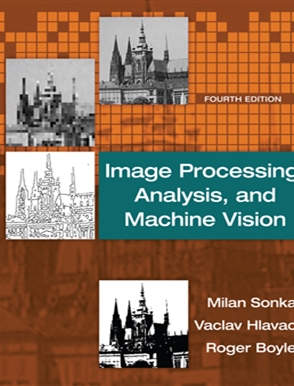 FOURTH EDITION
Image Processing,
Analysis, and
Machine Vision
Milan Sonka
Vaclav Hlavac
Roger Boyle